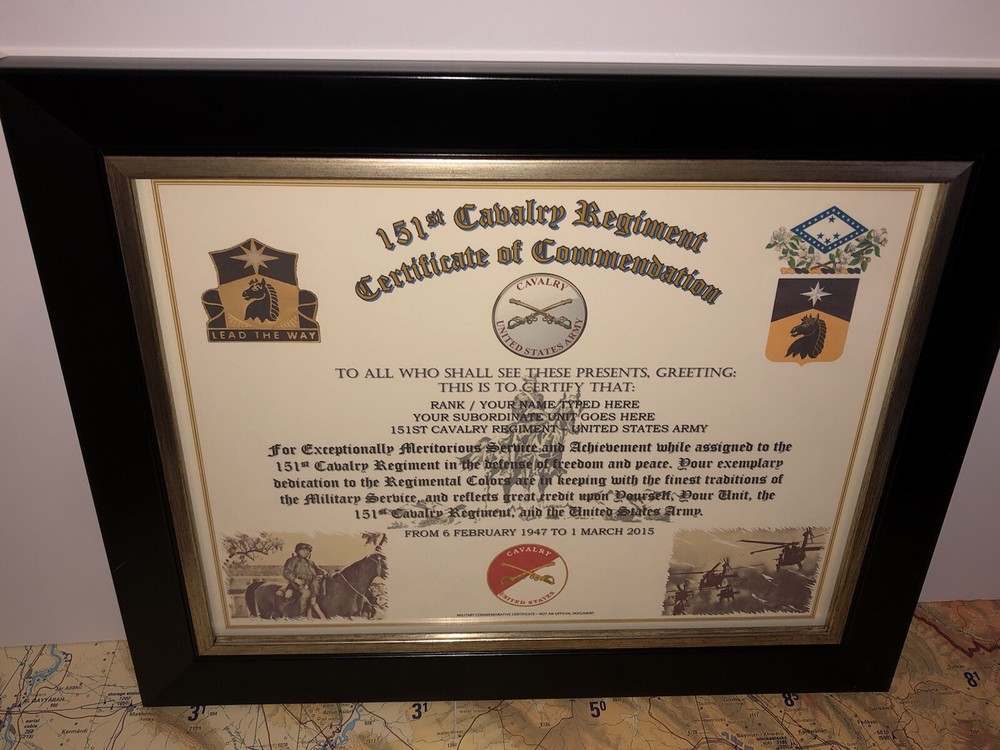 151st Cavalry Regiment
Certificate of Commendation
LEAD THE WAY
CAVALRY
UNITED STATES ARMY
TO ALL WHO SHALL SEE THESE PRESENTS, GREETING:
THIS IS TO CERTIFY THAT:
RANK / YOUR NAME TYPED HERE
YOUR SUBORDINATE UNIT GOES HERE
151ST CAVALRY REGIMENT - UNITED STATES ARMY
For Exceptionally Meritorious Service and Achievement while assigned to the
151st Cavalry Regiment in the defense of freedom and peace. Your exemplary
dedication to the Regimental Colors are in keeping with the finest traditions of
the Military Service, and reflects great credit upon Yourself, Your Unit, the
151st Cavalry Regiment, and the United States Army.
FROM 6 FEBRUARY 1947 TO 1 MARCH 2015
CAVALRY
UNITED STATES
MILITARY COMMEMORATIVE CERTIFICATE - NOT AN OFFICIAL DOCUMENT
3¹
3¹
5⁰
8⁵
8¹